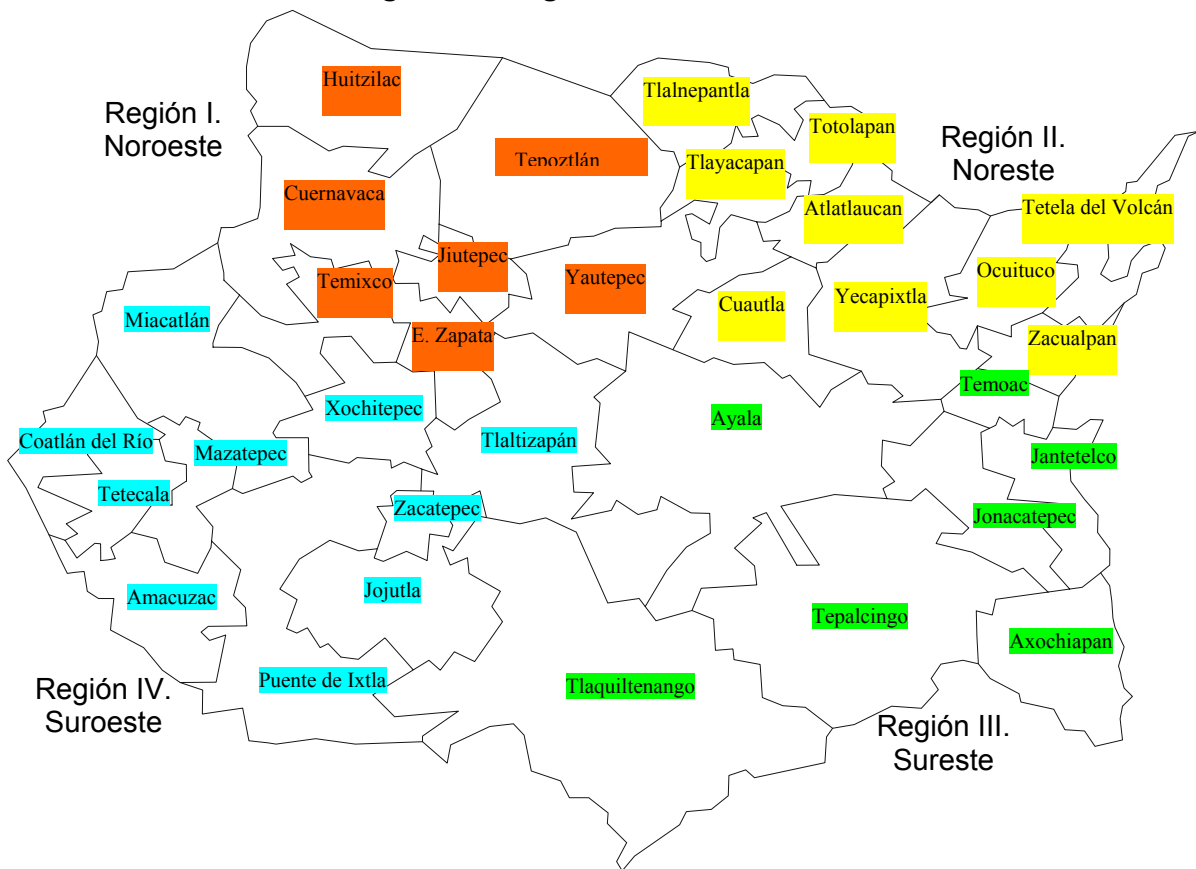 Huitzilac
Región I.
Noroeste
Tlalnepantla
Totolapan
Región II.
Noreste
Tepoztlán
Tlayacapan
Cuernavaca
Atlatlaucan
Tetela del Volcán
Jiutepec
Temixco
Yautepec
Cuautla
Yecapixtla
Ocuituco
Miacatlán
E. Zapata
Zacualpan
Temoac
Xochitepec
Ayala
Coatlán del Río
Mazatepec
Tlaltizapán
Jantetelco
Tetecala
Zacatepec
Jonacatepec
Amacuzac
Jojutla
Tepalcingo
Axochiapan
Región IV.
Suroeste
Puente de Ixtla
Tlaquiltenango
Región III.
Sureste